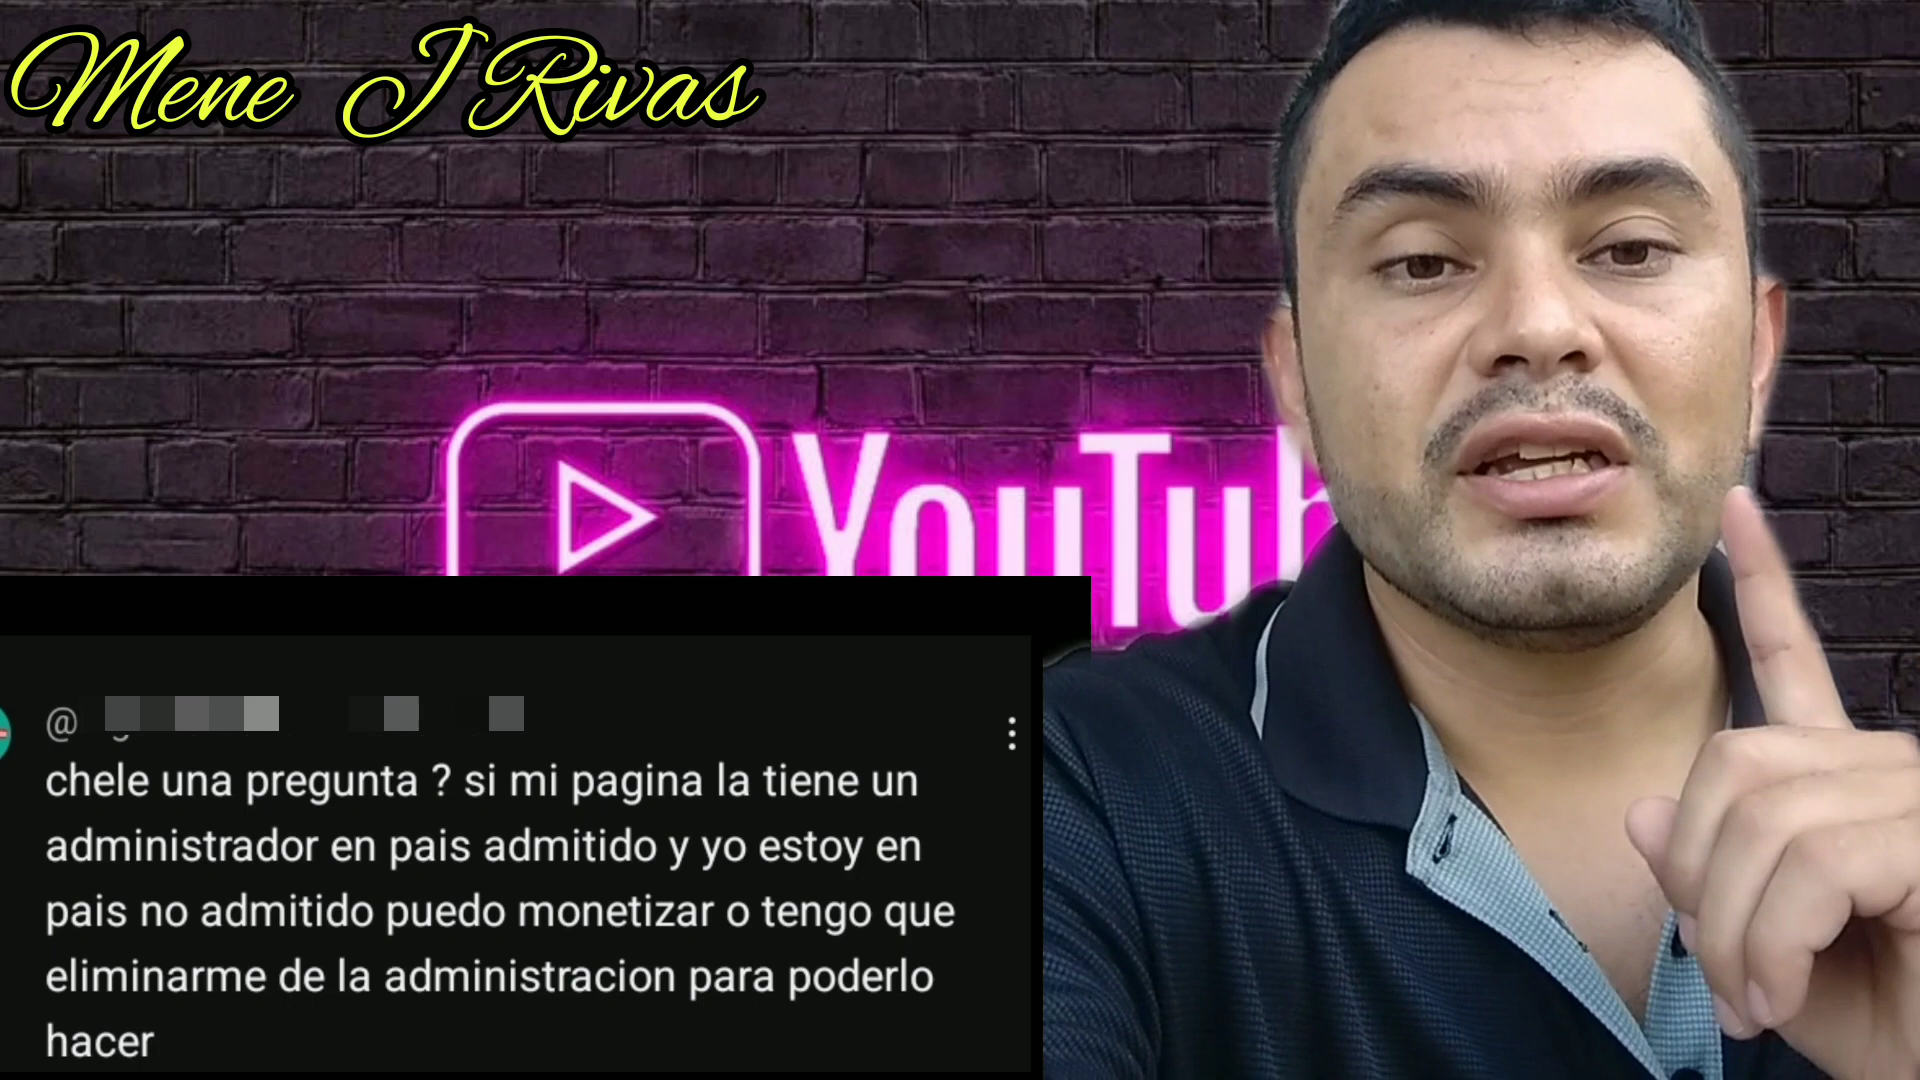 Mene J Rivas
YouTub
@
chele una pregunta ? si mi pagina la tiene un
administrador en pais admitido y yo estoy en
pais no admitido puedo monetizar o tengo que
eliminarme de la administracion para poderlo
hacer